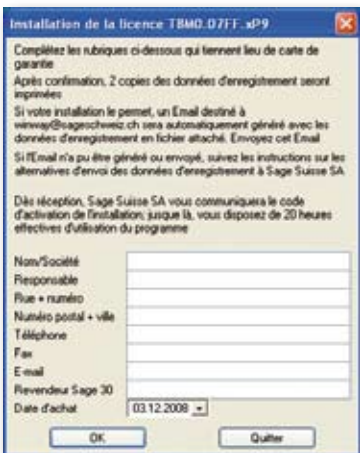 Installation de la licence TBM0.D7FF.xP9
Complétez les rubriques ci-dessous qui tiennent lieu de carte de
garantie
Après confirmation, 2 copies des données d'enregistrement seront
imprimées
Si votre installation le permet, un Email destiné à
winway@sageschweiz.ch sera automatiquement généré avec les
données d'enregistrement en fichier attaché. Envoyez cet Email
Si l'Email n'a pu être généré ou envoyé, suivez les instructions sur les
alternatives d'envoi des données d'enregistrement à Sage Suisse SA
Dès réception, Sage Suisse SA vous communiquera le code
d'activation de l'installation, jusque là, vous disposez de 20 heures
effectives d'utilisation du programme
Nom/Société
Responsable
Rue + numéro
Numéro postal + ville
Téléphone
Fax
E-mail
Revendeur Sage 30
Date d'achat 03.12.2008
OK Quitter